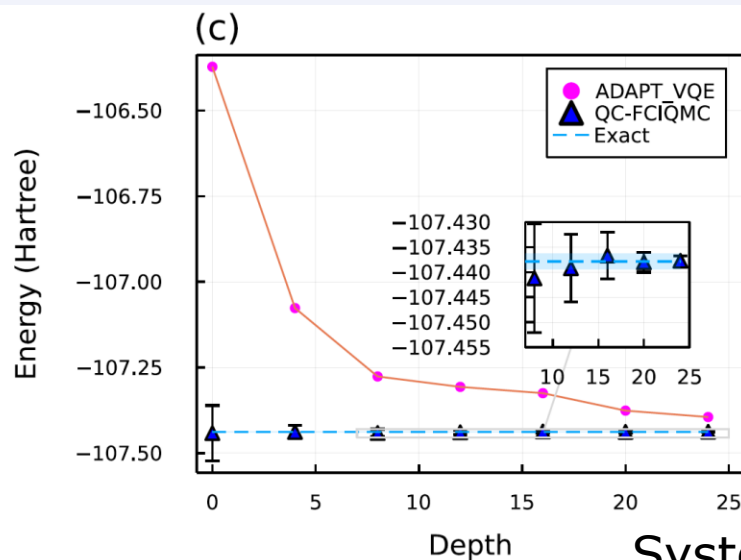 (c)
ADAPT_VQE
QC-FCIQMC
Exact
Energy (Hartree)
−106.50
−106.75
−107.00
−107.25
−107.50
−107.430
−107.435
−107.440
−107.445
−107.450
−107.455
10 15 20 25
0 5 10 15 20 25
Depth
Syste